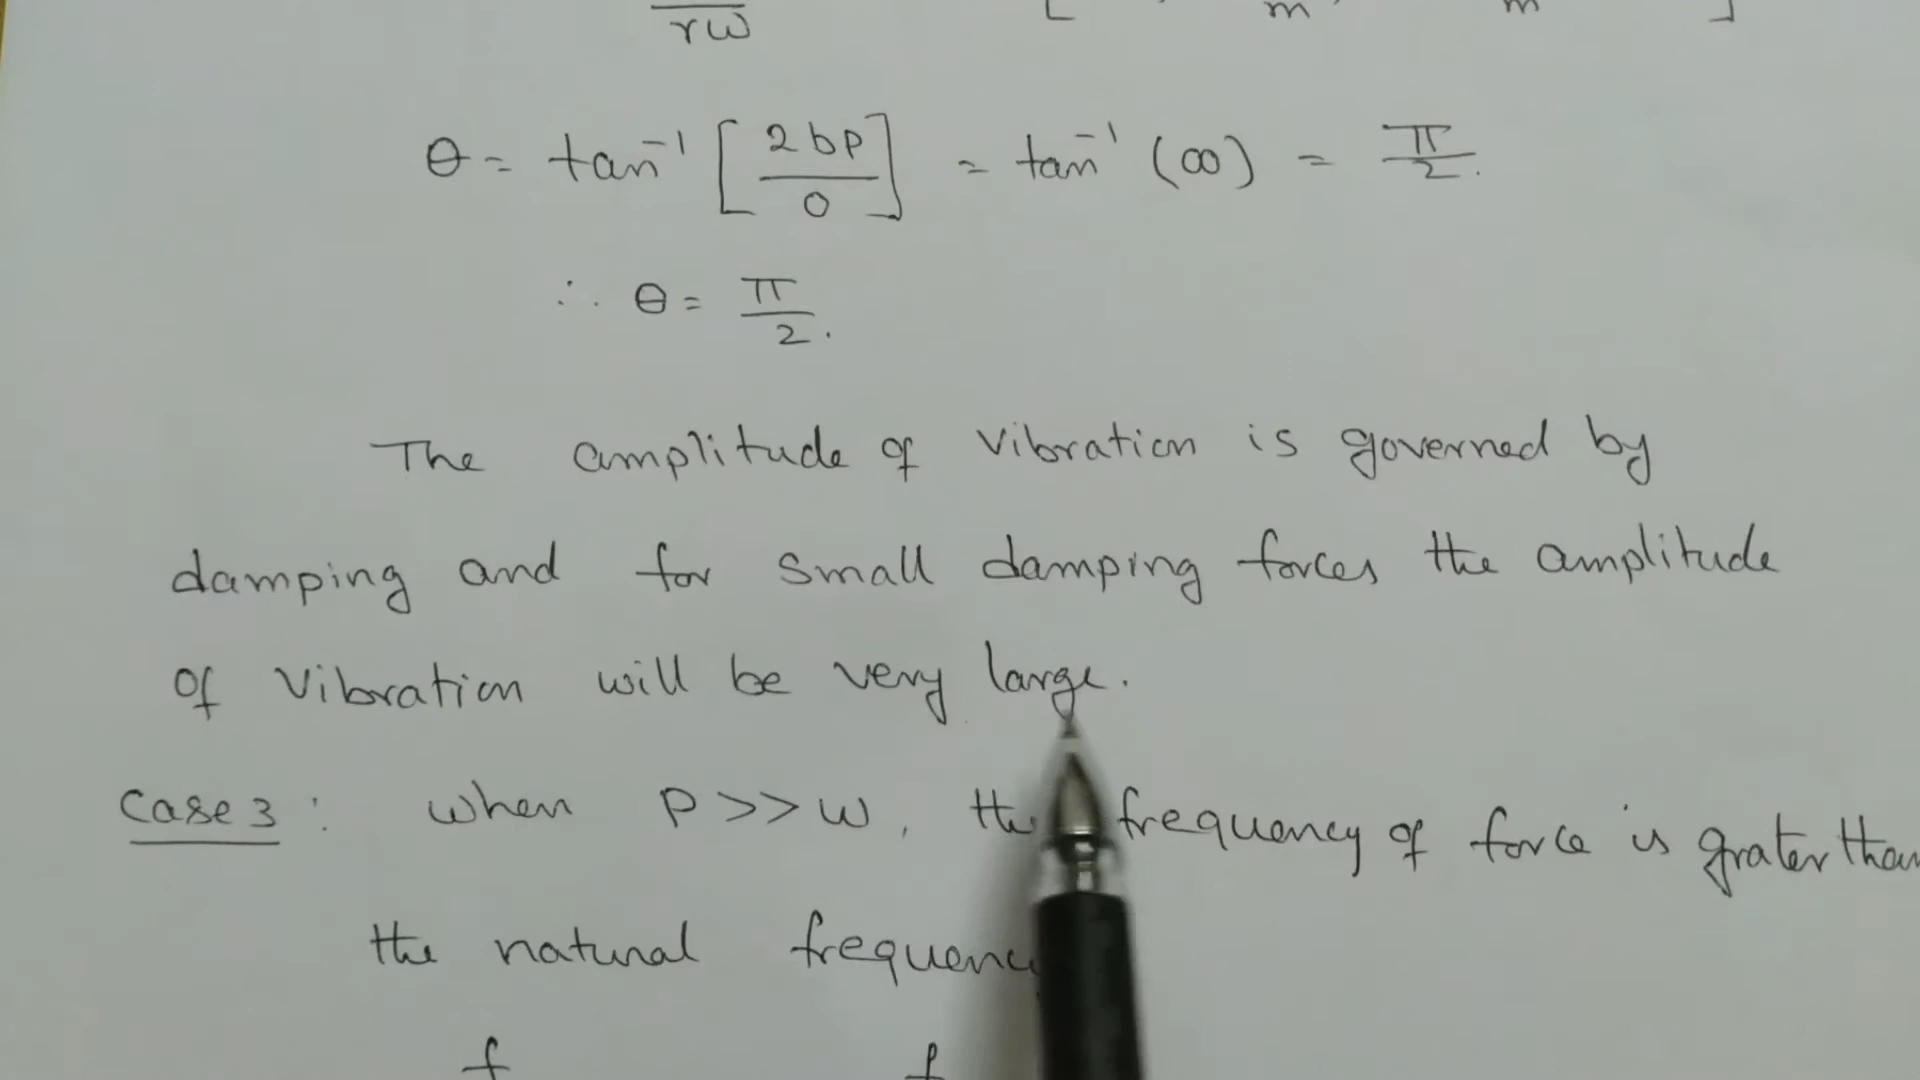 rω [ m m ]
θ = tan⁻¹ [ 2bp / 0 ] = tan⁻¹ (∞) = π/2.
∴ θ = π/2.
The amplitude of vibration is governed by
damping and for small damping forces the amplitude
of vibration will be very large.
Case 3 : when p >> w, the frequency of force is grater than
the natural frequency
f f